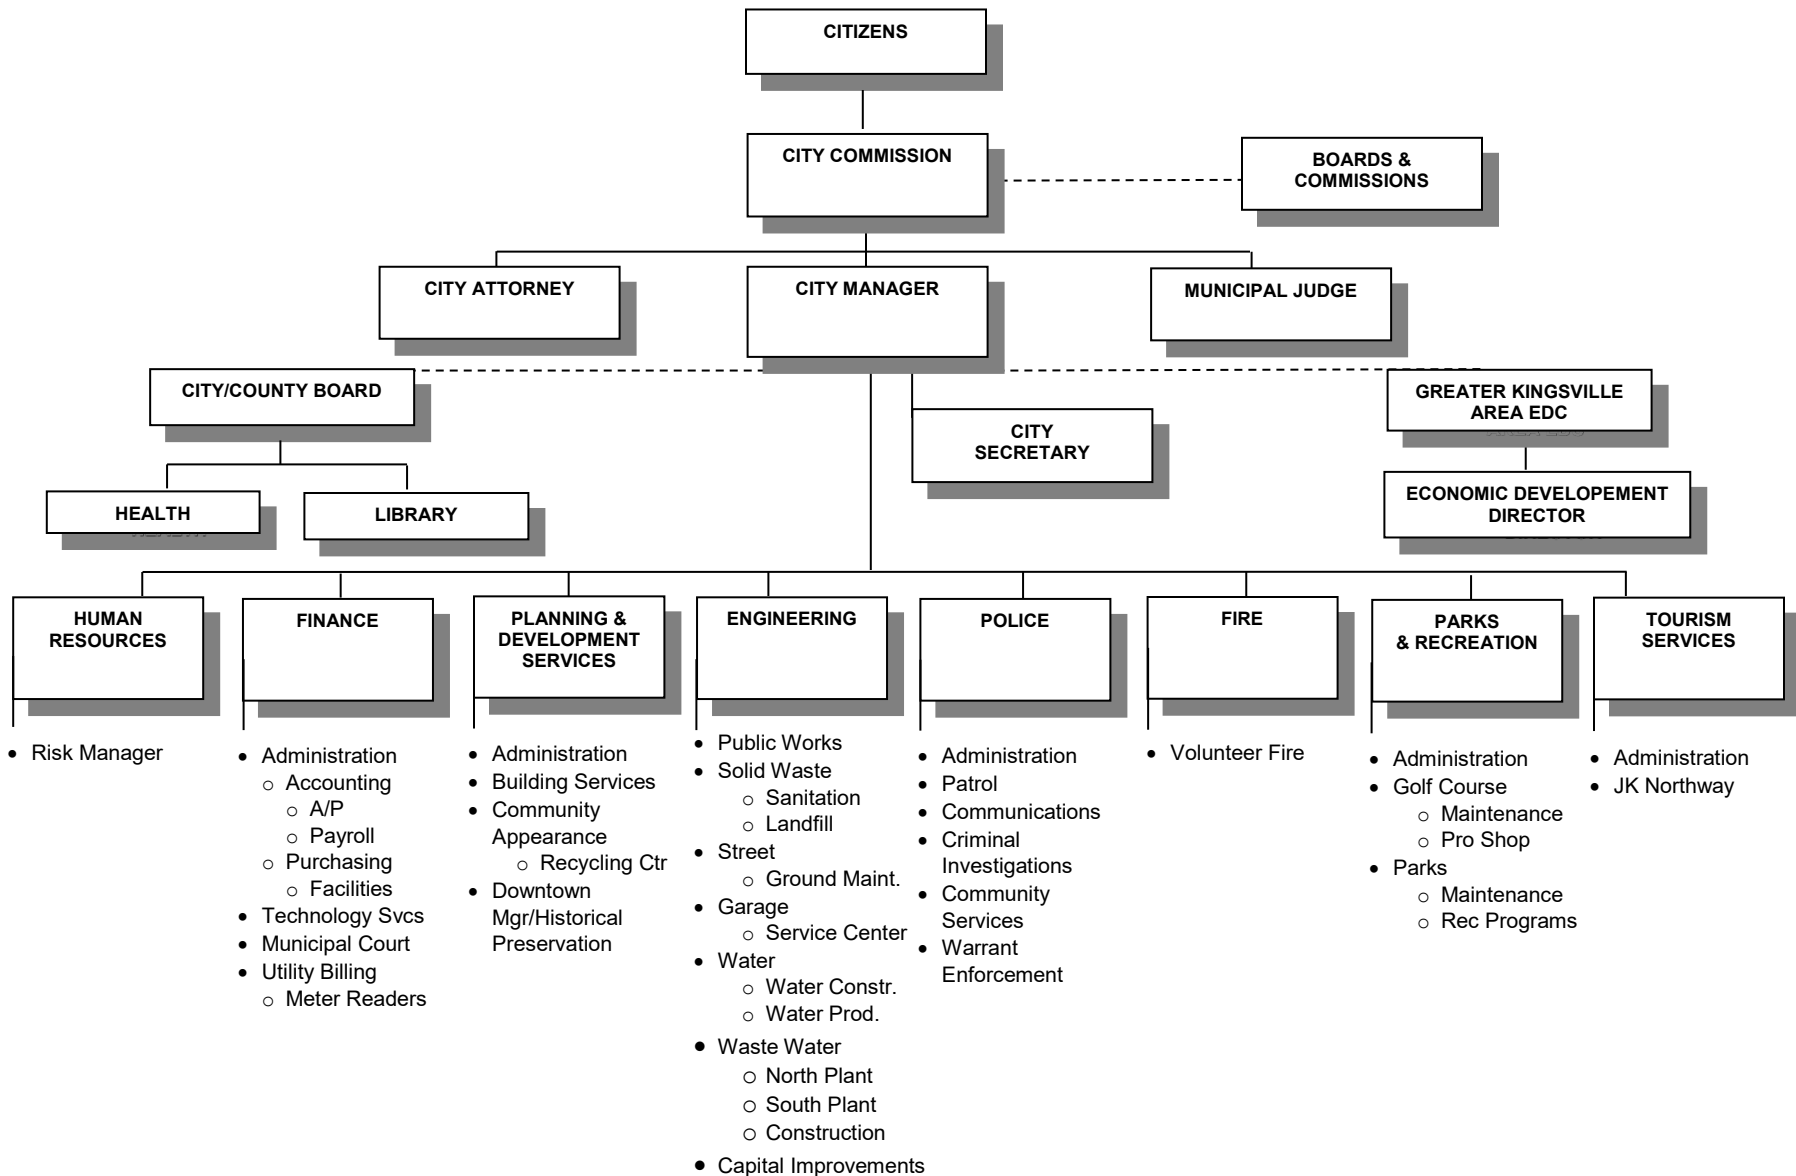 CITIZENS
CITY COMMISSION
BOARDS &
COMMISSIONS
CITY ATTORNEY
CITY MANAGER
MUNICIPAL JUDGE
CITY/COUNTY BOARD
GREATER KINGSVILLE
AREA EDC
CITY
SECRETARY
HEALTH
LIBRARY
ECONOMIC DEVELOPEMENT
DIRECTOR
HUMAN
RESOURCES
• Risk Manager
FINANCE
• Administration
o Accounting
o A/P
o Payroll
o Purchasing
o Facilities
• Technology Svcs
• Municipal Court
• Utility Billing
o Meter Readers
PLANNING &
DEVELOPMENT
SERVICES
• Administration
• Building Services
• Community
Appearance
o Recycling Ctr
• Downtown
Mgr/Historical
Preservation
ENGINEERING
• Public Works
• Solid Waste
o Sanitation
o Landfill
• Street
o Ground Maint.
• Garage
o Service Center
• Water
o Water Constr.
o Water Prod.
• Waste Water
o North Plant
o South Plant
o Construction
• Capital Improvements
POLICE
• Administration
• Patrol
• Communications
• Criminal
Investigations
• Community
Services
• Warrant
Enforcement
FIRE
• Volunteer Fire
PARKS
& RECREATION
• Administration
• Golf Course
o Maintenance
o Pro Shop
• Parks
o Maintenance
o Rec Programs
TOURISM
SERVICES
• Administration
• JK Northway